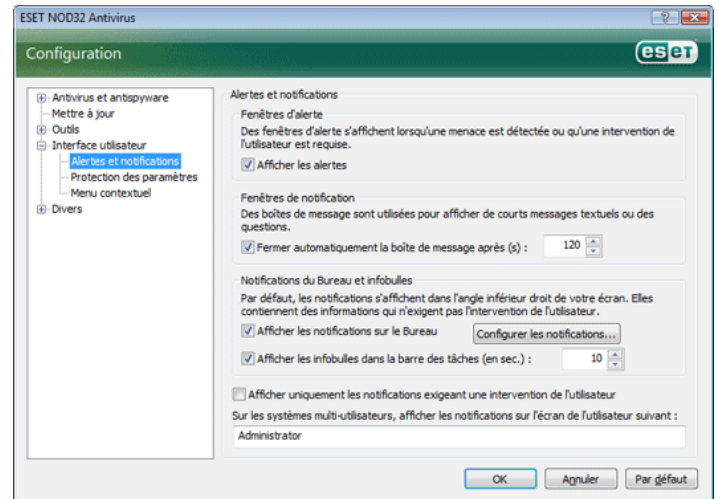 ESET NOD32 Antivirus
Configuration
eseT
Antivirus et antispyware
Mettre à jour
Outils
Interface utilisateur
Alertes et notifications
Protection des paramètres
Menu contextuel
Divers
Alertes et notifications
Fenêtres d'alerte
Des fenêtres d'alerte s'affichent lorsqu'une menace est détectée ou qu'une intervention de
l'utilisateur est requise.
Afficher les alertes
Fenêtres de notification
Des boîtes de message sont utilisées pour afficher de courts messages textuels ou des
questions.
Fermer automatiquement la boîte de message après (s) : 120
Notifications du Bureau et infobulles
Par défaut, les notifications s'affichent dans l'angle inférieur droit de votre écran. Elles
contiennent des informations qui n'exigent pas l'intervention de l'utilisateur.
Afficher les notifications sur le Bureau Configurer les notifications...
Afficher les infobulles dans la barre des tâches (en sec.) : 10
Afficher uniquement les notifications exigeant une intervention de l'utilisateur
Sur les systèmes multi-utilisateurs, afficher les notifications sur l'écran de l'utilisateur suivant :
Administrator
OK Annuler Par défaut